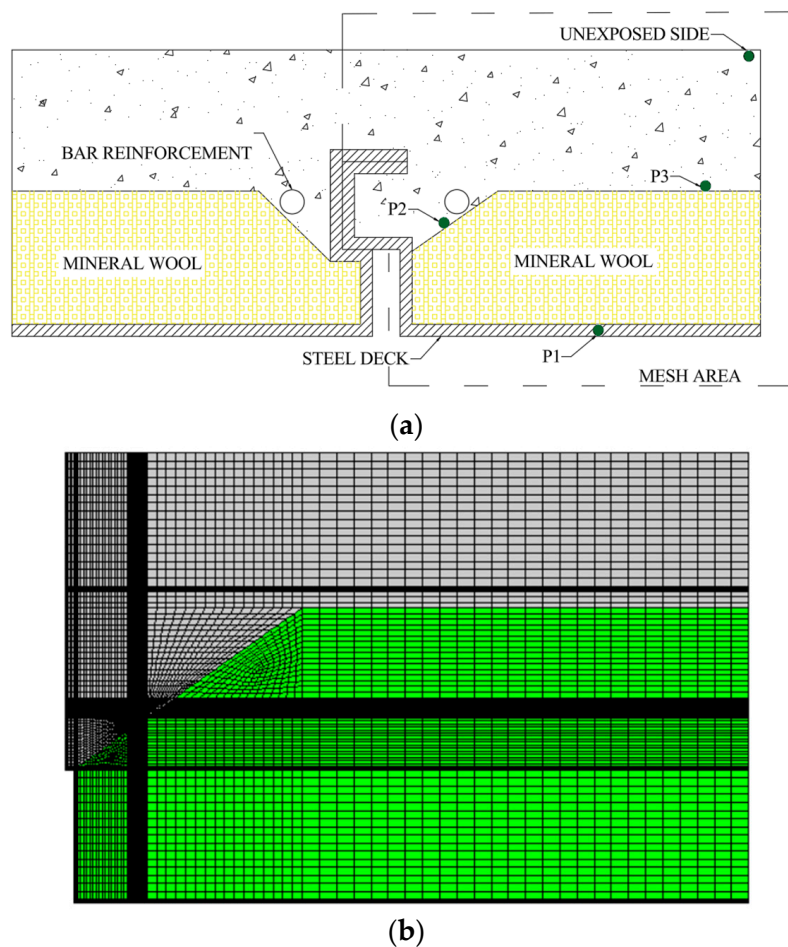 UNEXPOSED SIDE
BAR REINFORCEMENT
P3
P2
MINERAL WOOL
MINERAL WOOL
STEEL DECK
P1
MESH AREA
(a)
(b)